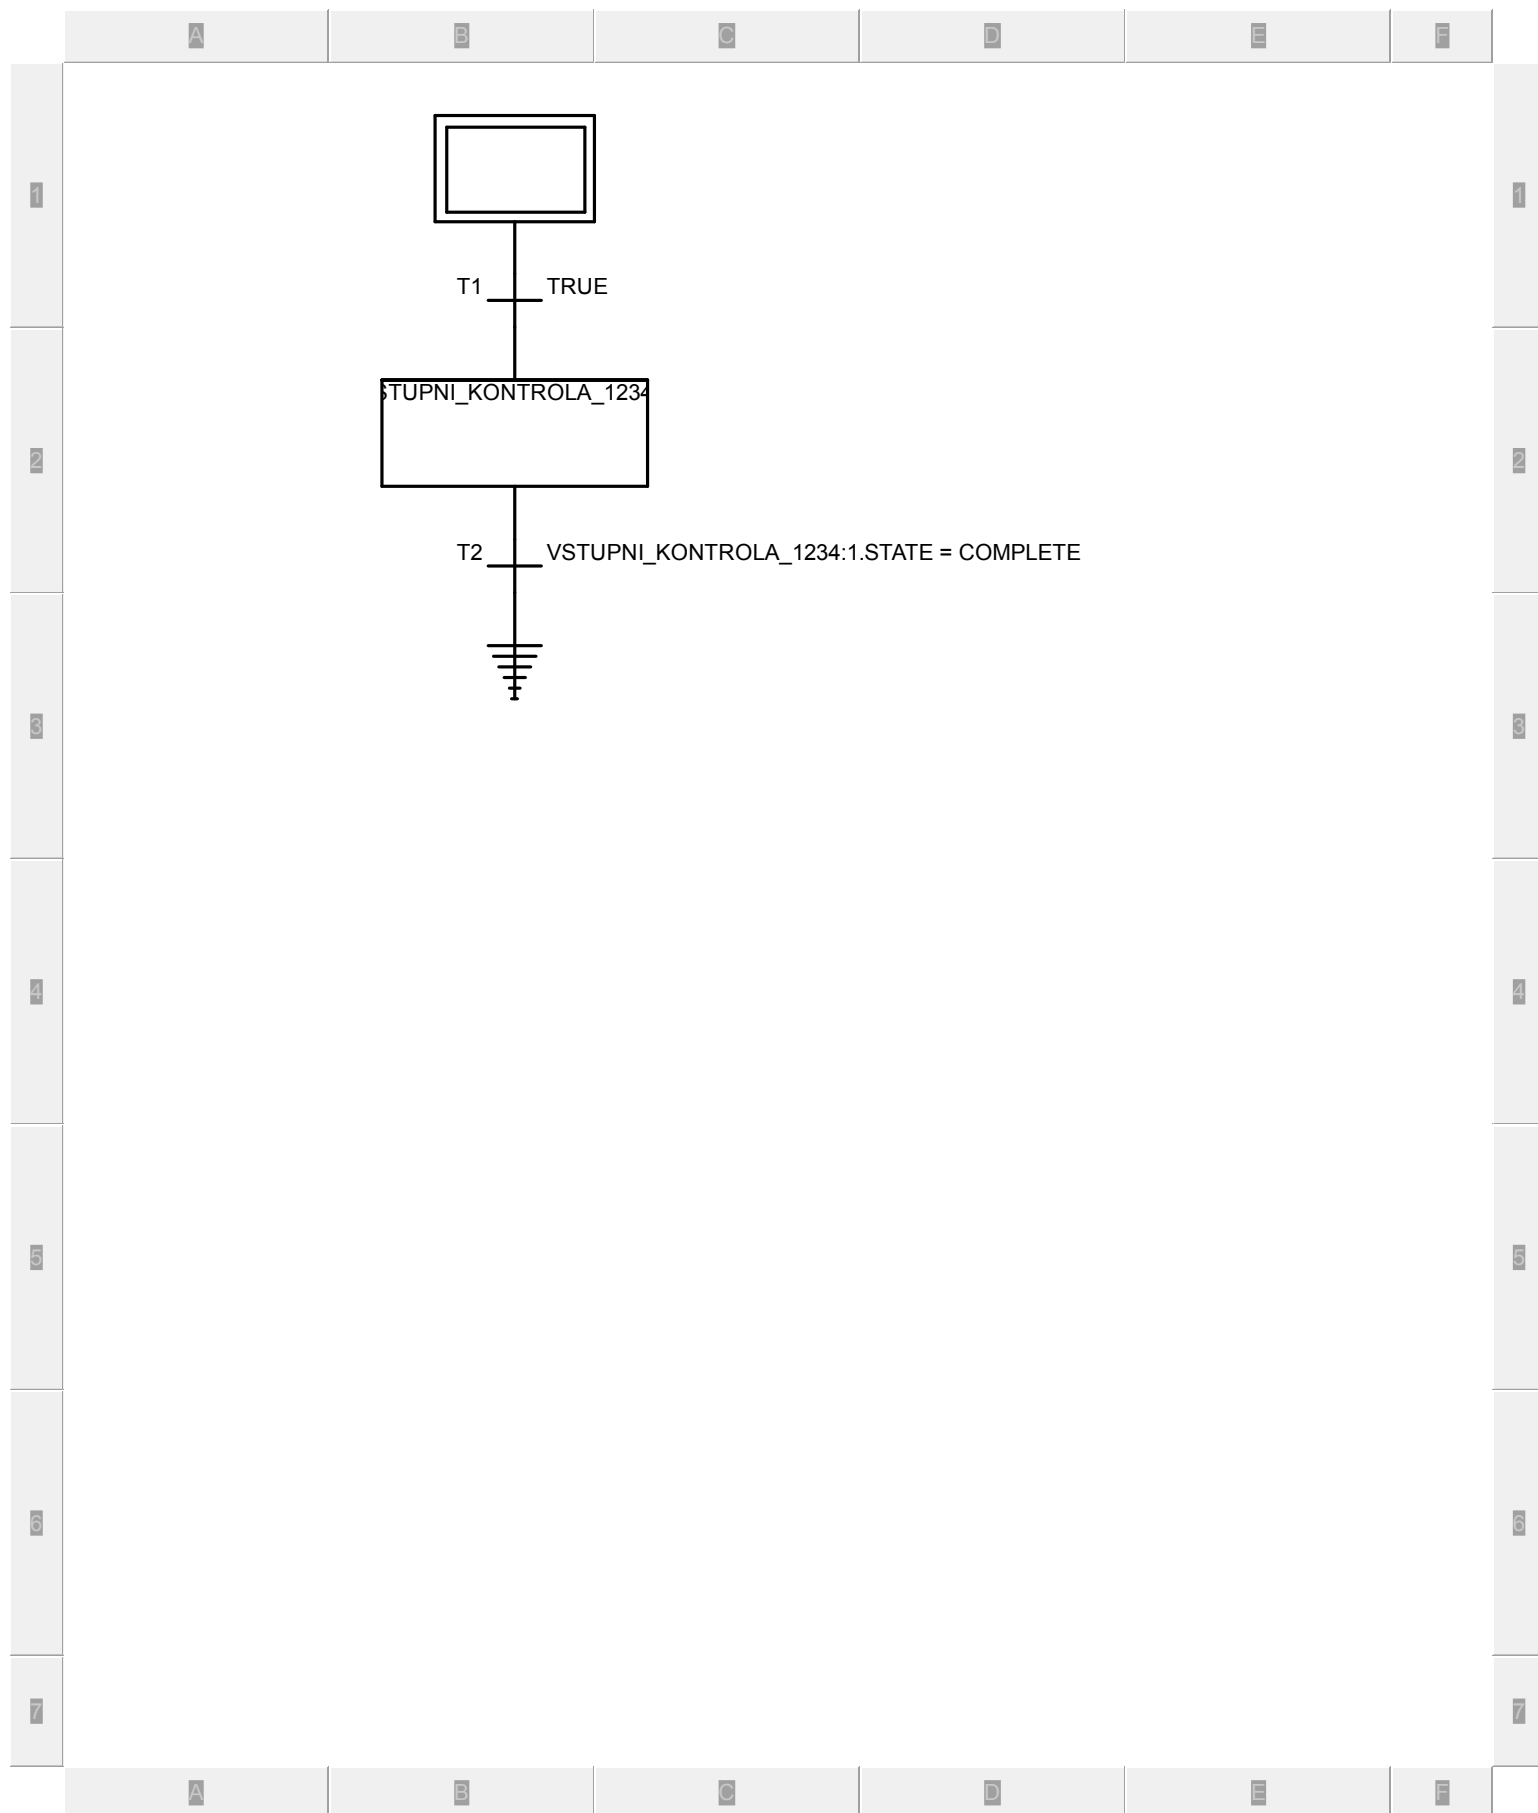 A B C D E F
1 1
T1 TRUE
STUPNI_KONTROLA_1234
2 2
T2 VSTUPNI_KONTROLA_1234:1.STATE = COMPLETE
3 3
4 4
5 5
6 6
7 7
A B C D E F